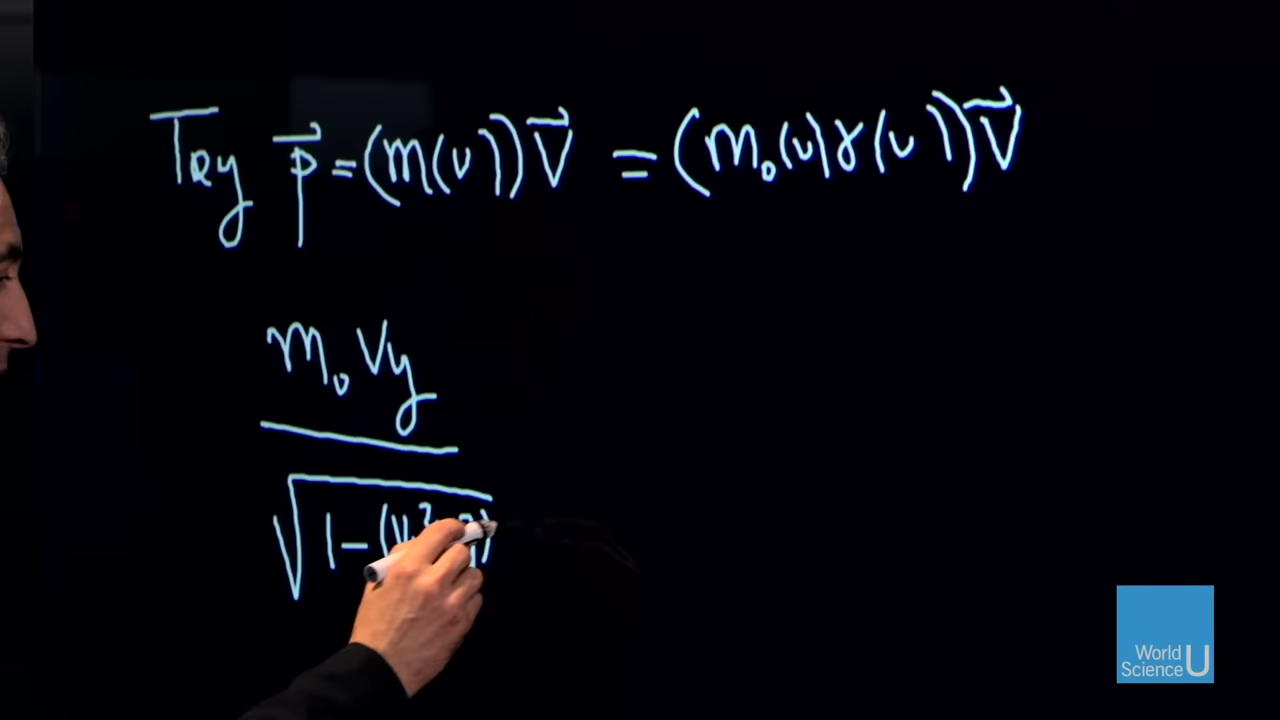 Try p⃗ = (m(v)) v⃗ = (m₀(v)γ(v)) v⃗
m₀ Vy
√1-(v
World
Science U